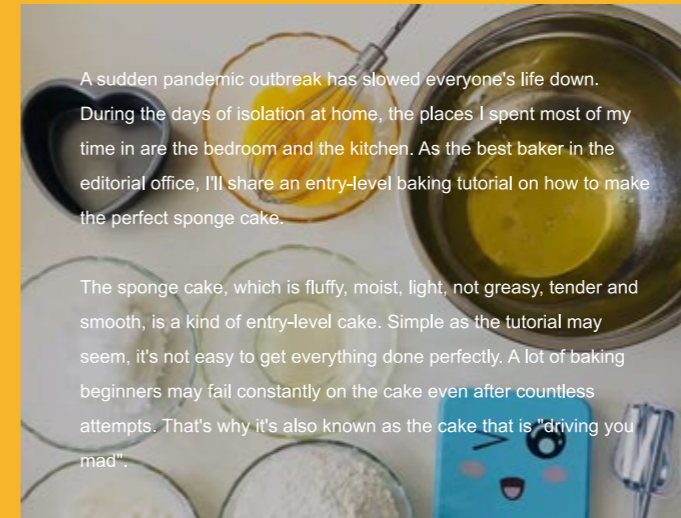 A sudden pandemic outbreak has slowed everyone's life down.
During the days of isolation at home, the places I spent most of my
time in are the bedroom and the kitchen. As the best baker in the
editorial office, I'll share an entry-level baking tutorial on how to make
the perfect sponge cake.
The sponge cake, which is fluffy, moist, light, not greasy, tender and
smooth, is a kind of entry-level cake. Simple as the tutorial may
seem, it's not easy to get everything done perfectly. A lot of baking
beginners may fail constantly on the cake even after countless
attempts. That's why it's also known as the cake that is "driving you
mad".